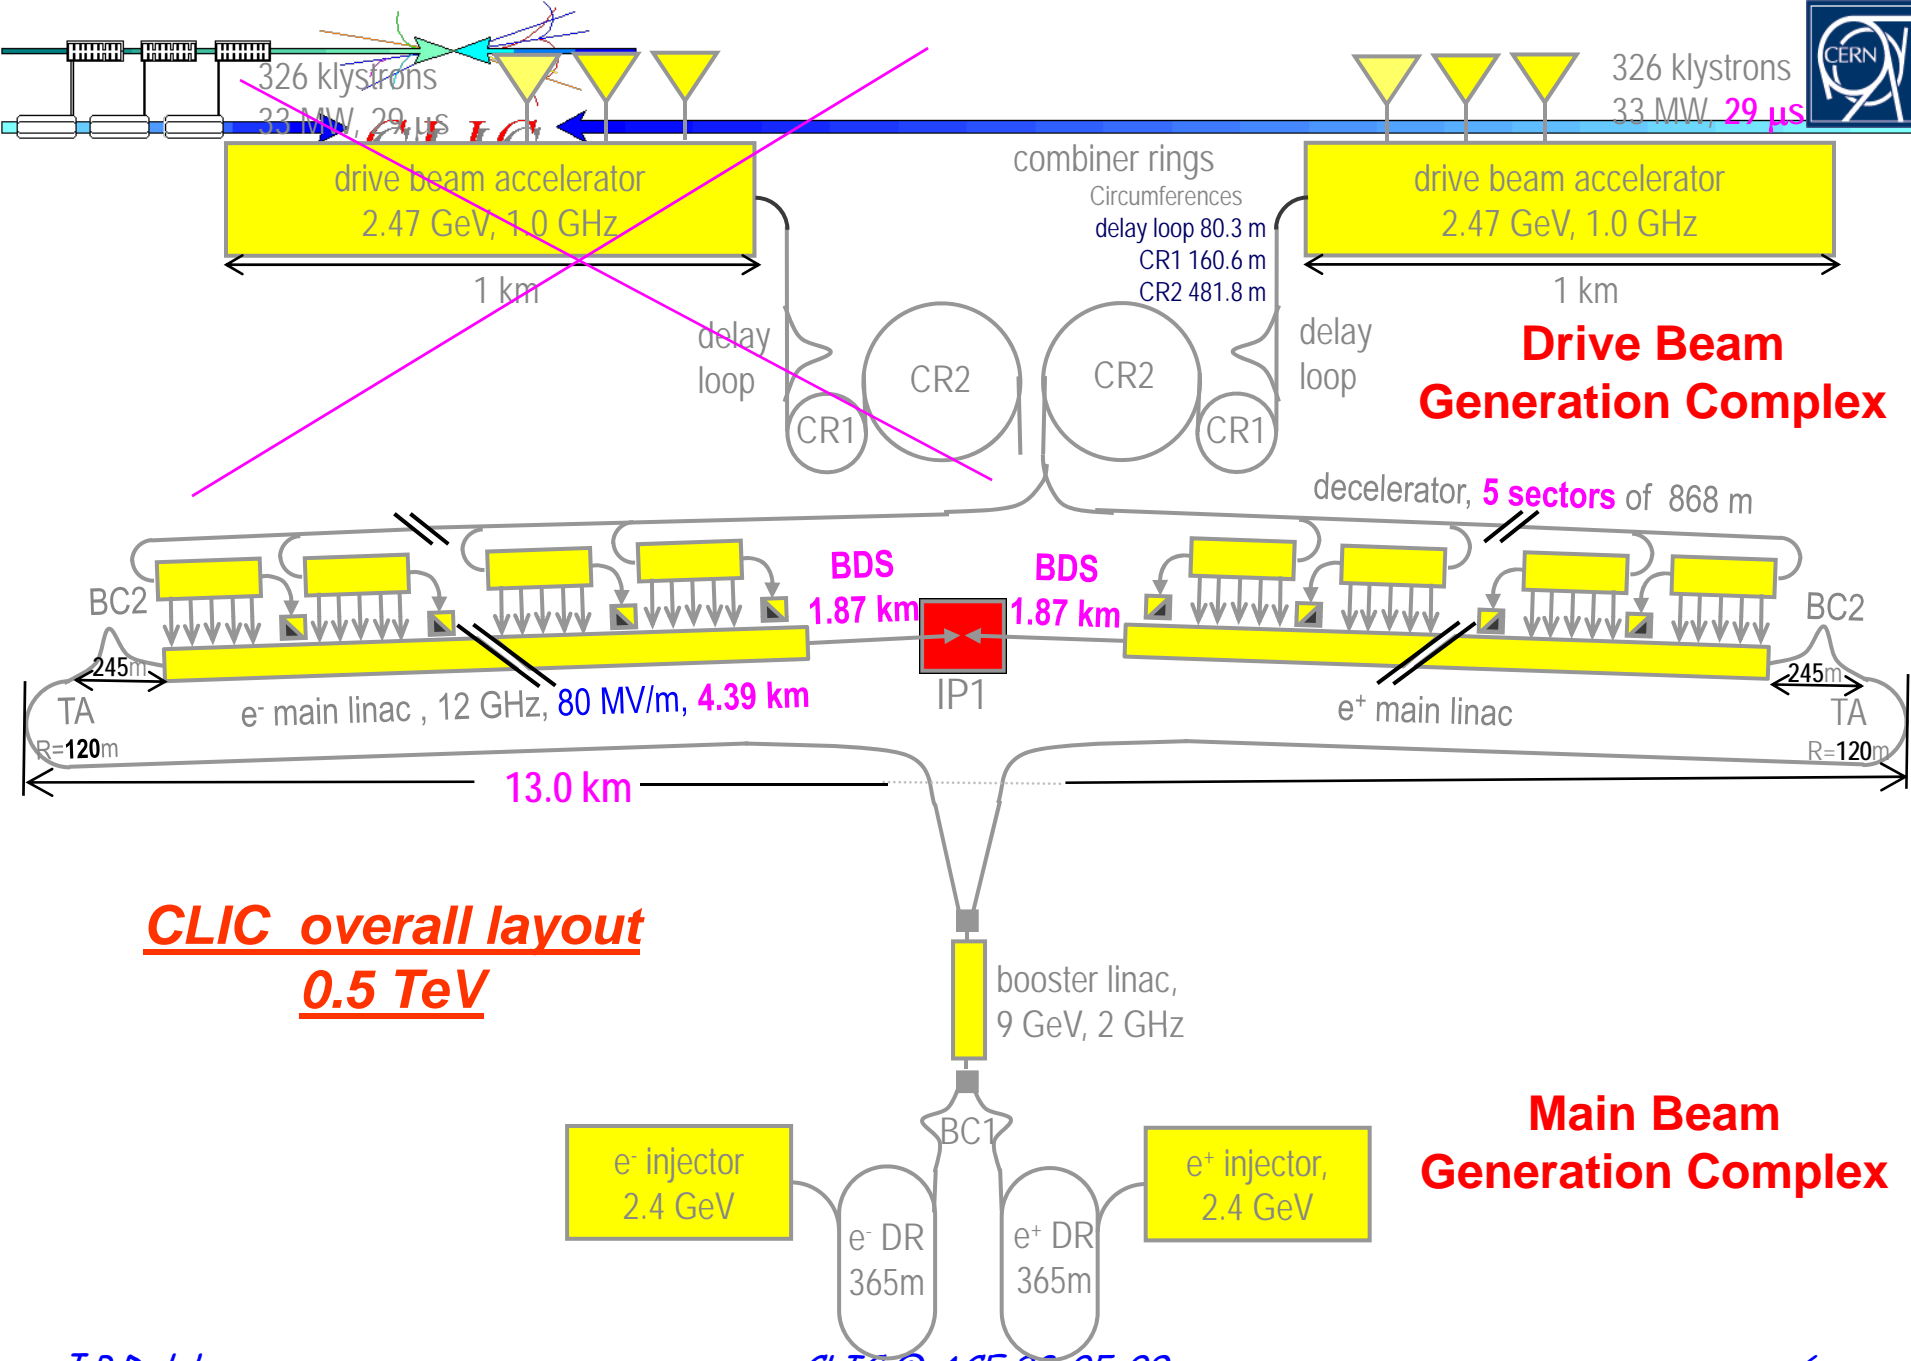 326 klystrons
33 MW, 29 μs
CLIC
326 klystrons
33 MW, 29 μs
CERN
drive beam accelerator
2.47 GeV, 1.0 GHz
1 km
combiner rings
Circumferences
delay loop 80.3 m
CR1 160.6 m
CR2 481.8 m
drive beam accelerator
2.47 GeV, 1.0 GHz
1 km
delay
loop
CR2
CR1
CR2
CR1
delay
loop
Drive Beam
Generation Complex
decelerator, 5 sectors of 868 m
BC2
245m
TA
R=120m
BDS
1.87 km
BDS
1.87 km
IP1
BC2
245m
TA
R=120m
e- main linac , 12 GHz, 80 MV/m, 4.39 km
e+ main linac
13.0 km
CLIC overall layout
0.5 TeV
booster linac,
9 GeV, 2 GHz
BC1
Main Beam
Generation Complex
e- injector
2.4 GeV
e+ injector,
2.4 GeV
e- DR
365m
e+ DR
365m